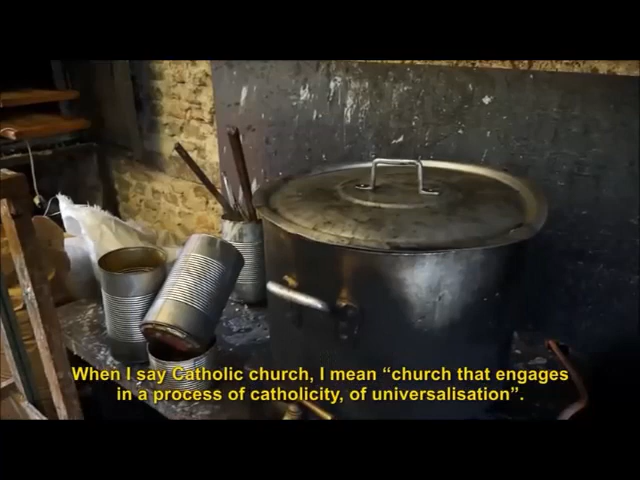 When I say Catholic church, I mean “church that engages
in a process of catholicity, of universalisation”.